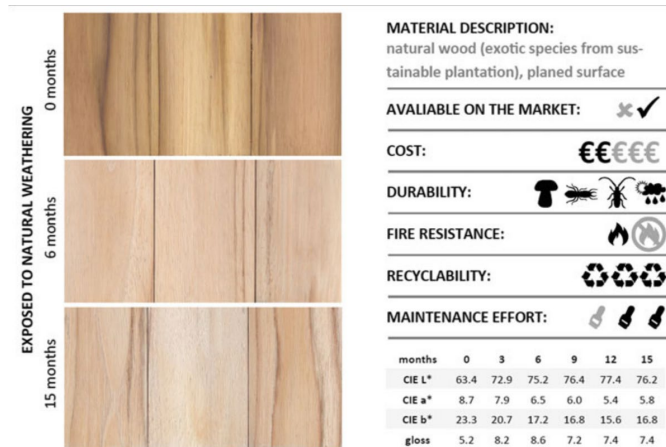 EXPOSED TO NATURAL WEATHERING
0 months
6 months
15 months
MATERIAL DESCRIPTION:
natural wood (exotic species from sus-
tainable plantation), planed surface
AVALIABLE ON THE MARKET:
COST: €€€€€
DURABILITY:
FIRE RESISTANCE:
RECYCLABILITY:
MAINTENANCE EFFORT:
months 0 3 6 9 12 15
CIE L* 63.4 72.9 75.2 76.4 77.4 76.2
CIE a* 8.7 7.9 6.5 6.0 5.4 5.8
CIE b* 23.3 20.7 17.2 16.8 15.6 16.8
gloss 5.2 8.2 8.6 7.2 7.4 7.4